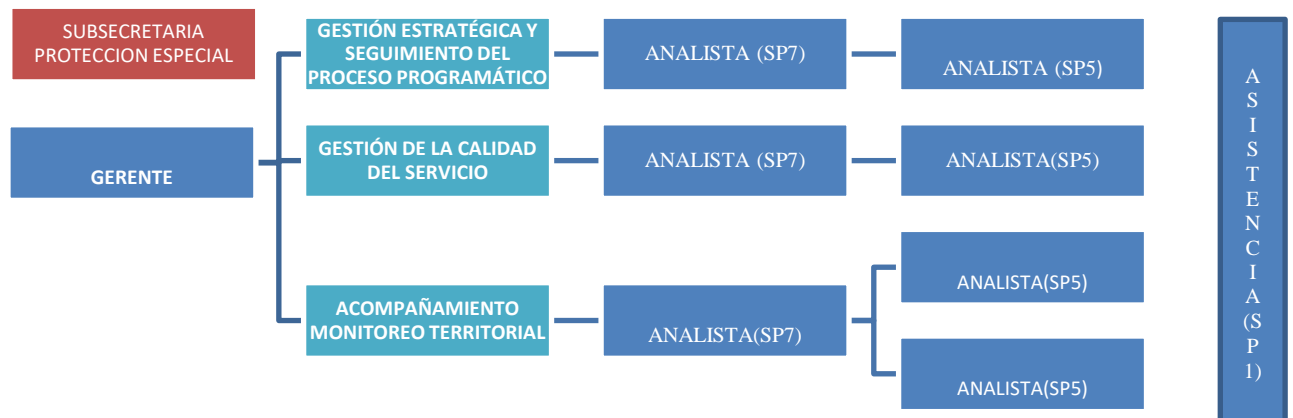 SUBSECRETARIA
PROTECCION ESPECIAL
GERENTE
GESTIÓN ESTRATÉGICA Y
SEGUIMIENTO DEL
PROCESO PROGRAMÁTICO
ANALISTA (SP7)
ANALISTA (SP5)
GESTIÓN DE LA CALIDAD
DEL SERVICIO
ANALISTA (SP7)
ANALISTA(SP5)
ACOMPAÑAMIENTO
MONITOREO TERRITORIAL
ANALISTA(SP7)
ANALISTA(SP5)
ANALISTA(SP5)
A
S
I
S
T
E
N
C
I
A
(S
P
1)